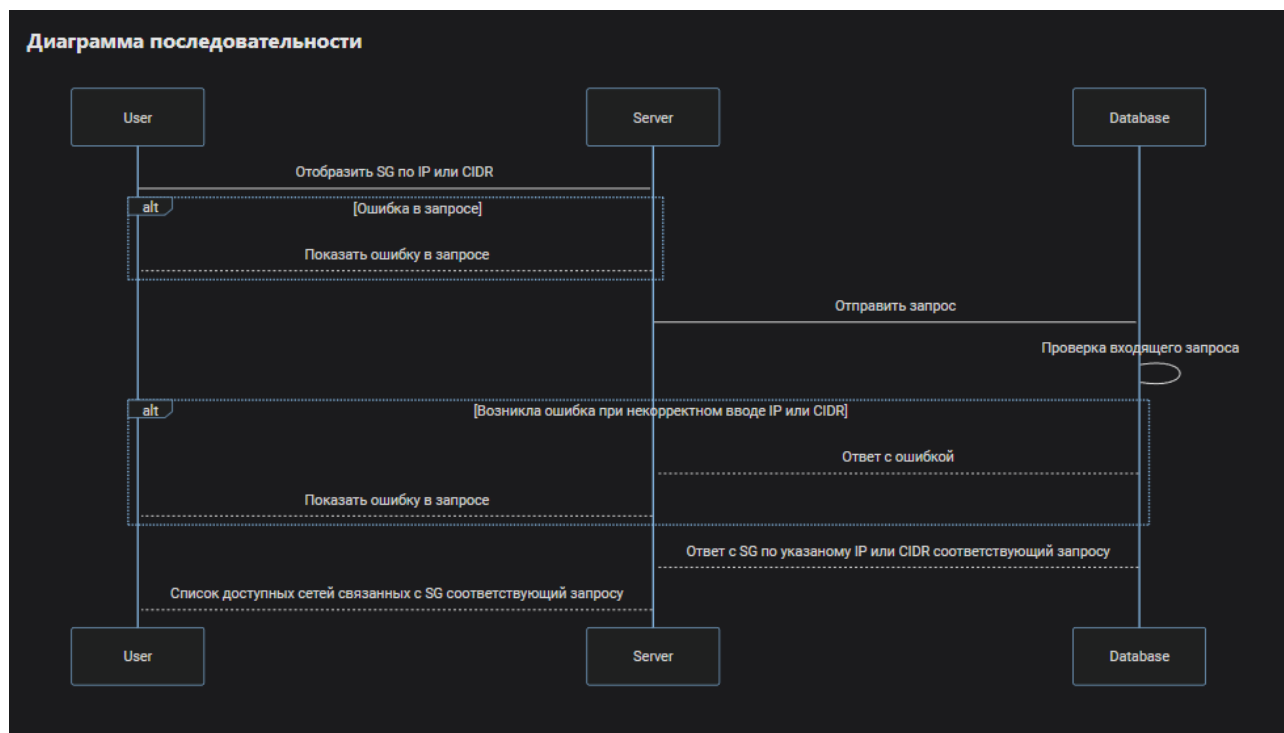 Диаграмма последовательности
User
Server
Database
Отобразить SG по IP или CIDR
alt
[Ошибка в запросе]
Показать ошибку в запросе
Отправить запрос
Проверка входящего запроса
alt
[Возникла ошибка при некорректном вводе IP или CIDR]
Ответ с ошибкой
Показать ошибку в запросе
Ответ с SG по указаному IP или CIDR соответствующий запросу
Список доступных сетей связанных с SG соответствующий запросу
User
Server
Database